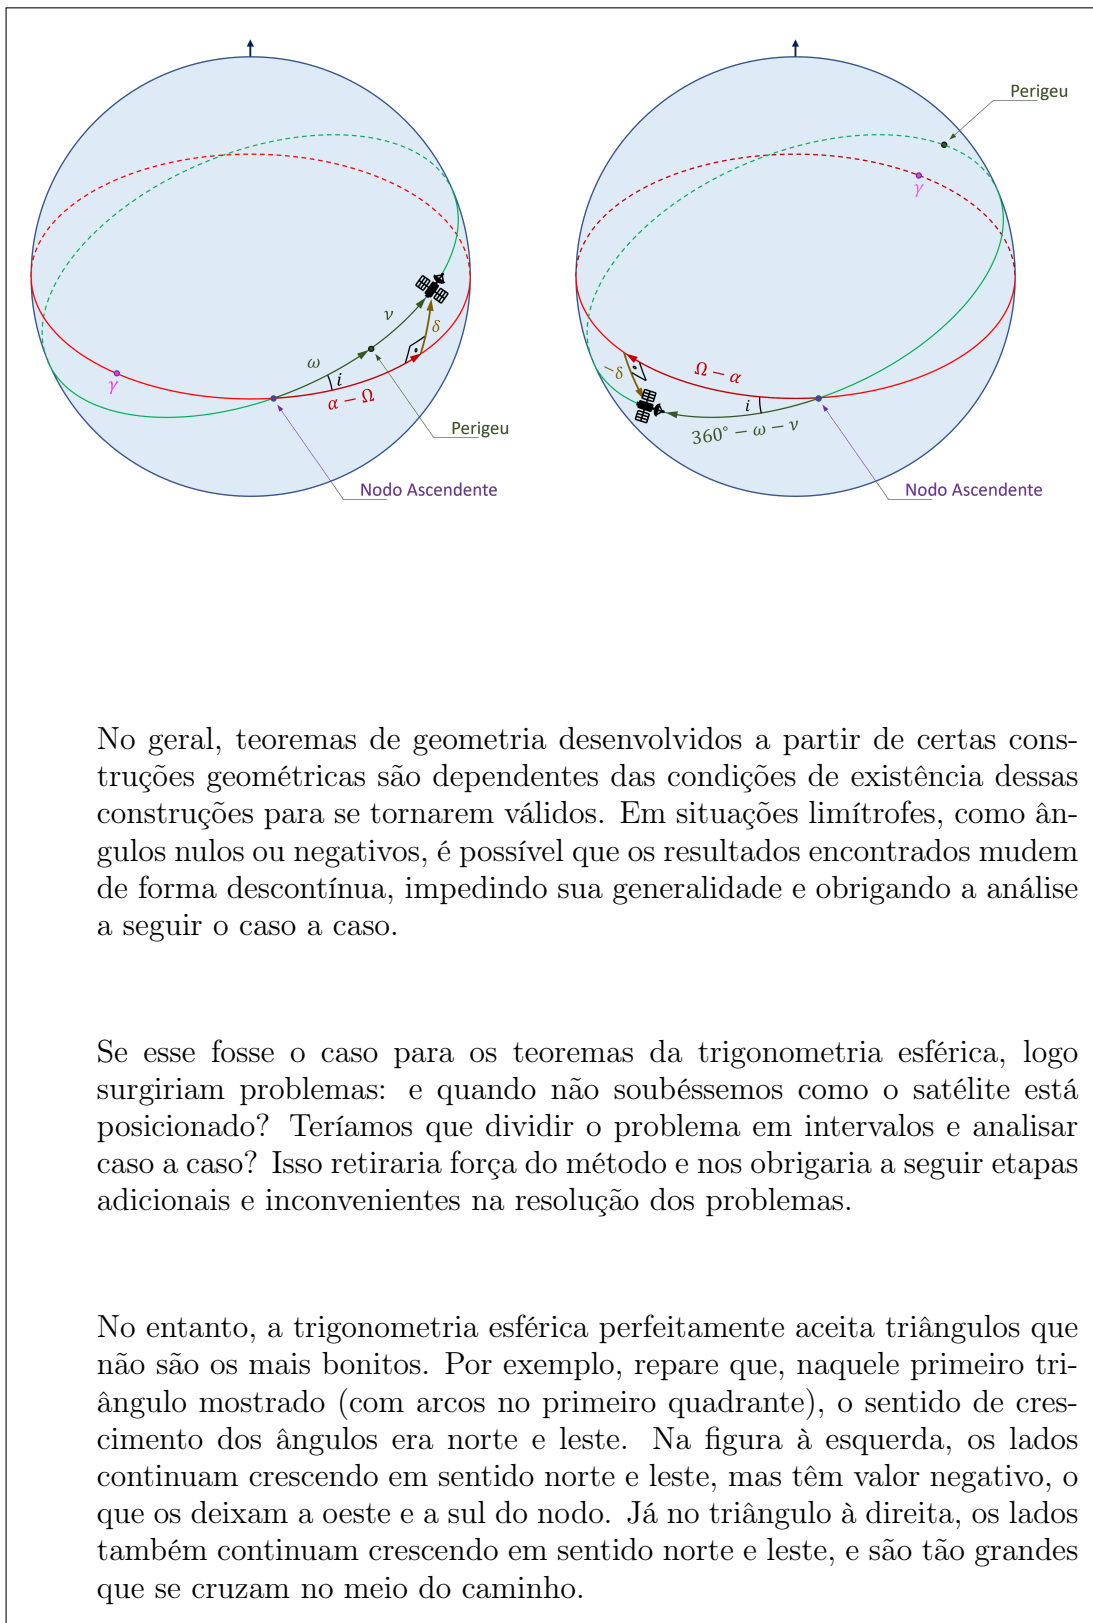 Perigeu
γ
ν
δ
ω
i
α − Ω
γ
Perigeu
Nodo Ascendente
Ω − α
−δ
i
360° − ω − ν
Nodo Ascendente
No geral, teoremas de geometria desenvolvidos a partir de certas cons-
truções geométricas são dependentes das condições de existência dessas
construções para se tornarem válidos. Em situações limítrofes, como ân-
gulos nulos ou negativos, é possível que os resultados encontrados mudem
de forma descontínua, impedindo sua generalidade e obrigando a análise
a seguir o caso a caso.
Se esse fosse o caso para os teoremas da trigonometria esférica, logo
surgiriam problemas: e quando não soubéssemos como o satélite está
posicionado? Teríamos que dividir o problema em intervalos e analisar
caso a caso? Isso retiraria força do método e nos obrigaria a seguir etapas
adicionais e inconvenientes na resolução dos problemas.
No entanto, a trigonometria esférica perfeitamente aceita triângulos que
não são os mais bonitos. Por exemplo, repare que, naquele primeiro tri-
ângulo mostrado (com arcos no primeiro quadrante), o sentido de cres-
cimento dos ângulos era norte e leste. Na figura à esquerda, os lados
continuam crescendo em sentido norte e leste, mas têm valor negativo, o
que os deixam a oeste e a sul do nodo. Já no triângulo à direita, os lados
também continuam crescendo em sentido norte e leste, e são tão grandes
que se cruzam no meio do caminho.